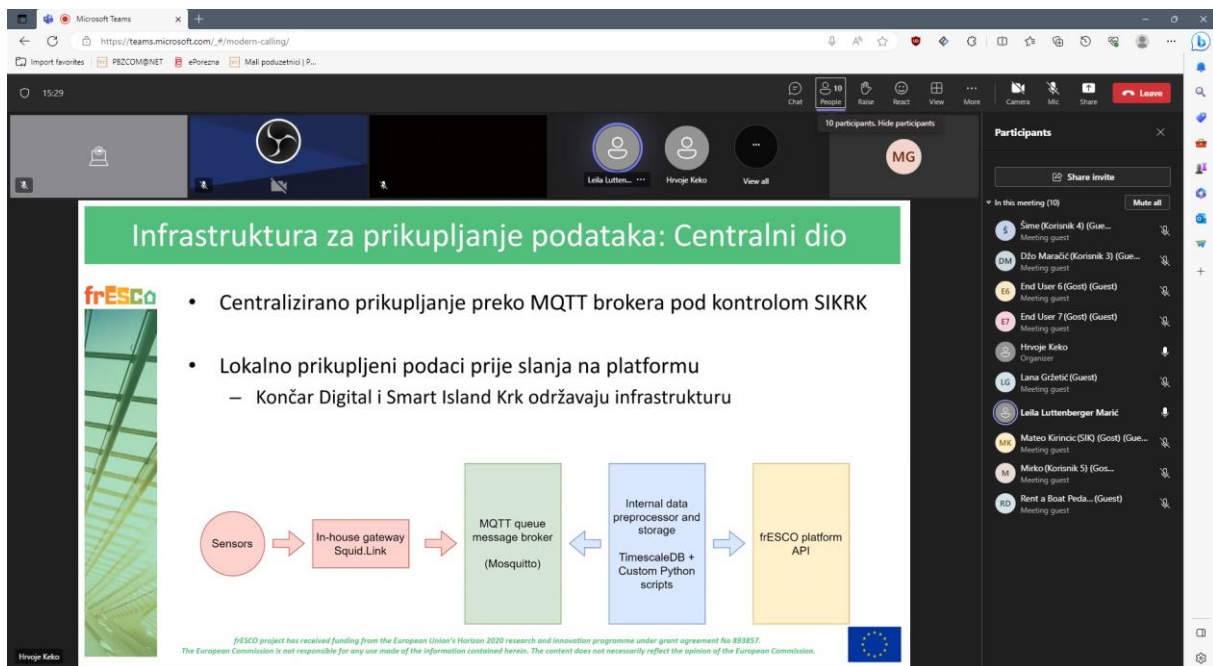 Microsoft Teams
https://teams.microsoft.com/_#/modern-calling/
Import favorites PBZCOM@NET ePorezna Mali poduzetnici | P...
15:29
Chat 10 People Raise React View More Camera Mic Share Leave
10 participants. Hide participants
Leila Lutten... ... Hrvoje Keko View all
MG
Participants
Share invite
In this meeting (10) Mute all
Š Šime (Korisnik 4) (Gue...
Meeting guest
DM Džo Maračić (Korisnik 3) (Gue...
Meeting guest
E6 End User 6 (Gost) (Guest)
Meeting guest
E7 End User 7 (Gost) (Guest)
Meeting guest
Hrvoje Keko
Organizer
LG Lana Gržetić (Guest)
Meeting guest
Leila Luttenberger Marić
MK Mateo Kirincic (SIK) (Gost) (Gue...
Meeting guest
M Mirko (Korisnik 5) (Gos...
Meeting guest
RD Rent a Boat Peda... (Guest)
Meeting guest
Infrastruktura za prikupljanje podataka: Centralni dio
frESCO
• Centralizirano prikupljanje preko MQTT brokera pod kontrolom SIKRK
• Lokalno prikupljeni podaci prije slanja na platformu
– Končar Digital i Smart Island Krk održavaju infrastrukturu
Sensors
In-house gateway
Squid.Link
MQTT queue
message broker
(Mosquitto)
Internal data
preprocessor and
storage
TimescaleDB +
Custom Python
scripts
frESCO platform
API
frESCO project has received funding from the European Union's Horizon 2020 research and innovation programme under grant agreement No 893857.
The European Commission is not responsible for any use made of the information contained herein. The content does not necessarily reflect the opinion of the European Commission.
Hrvoje Keko